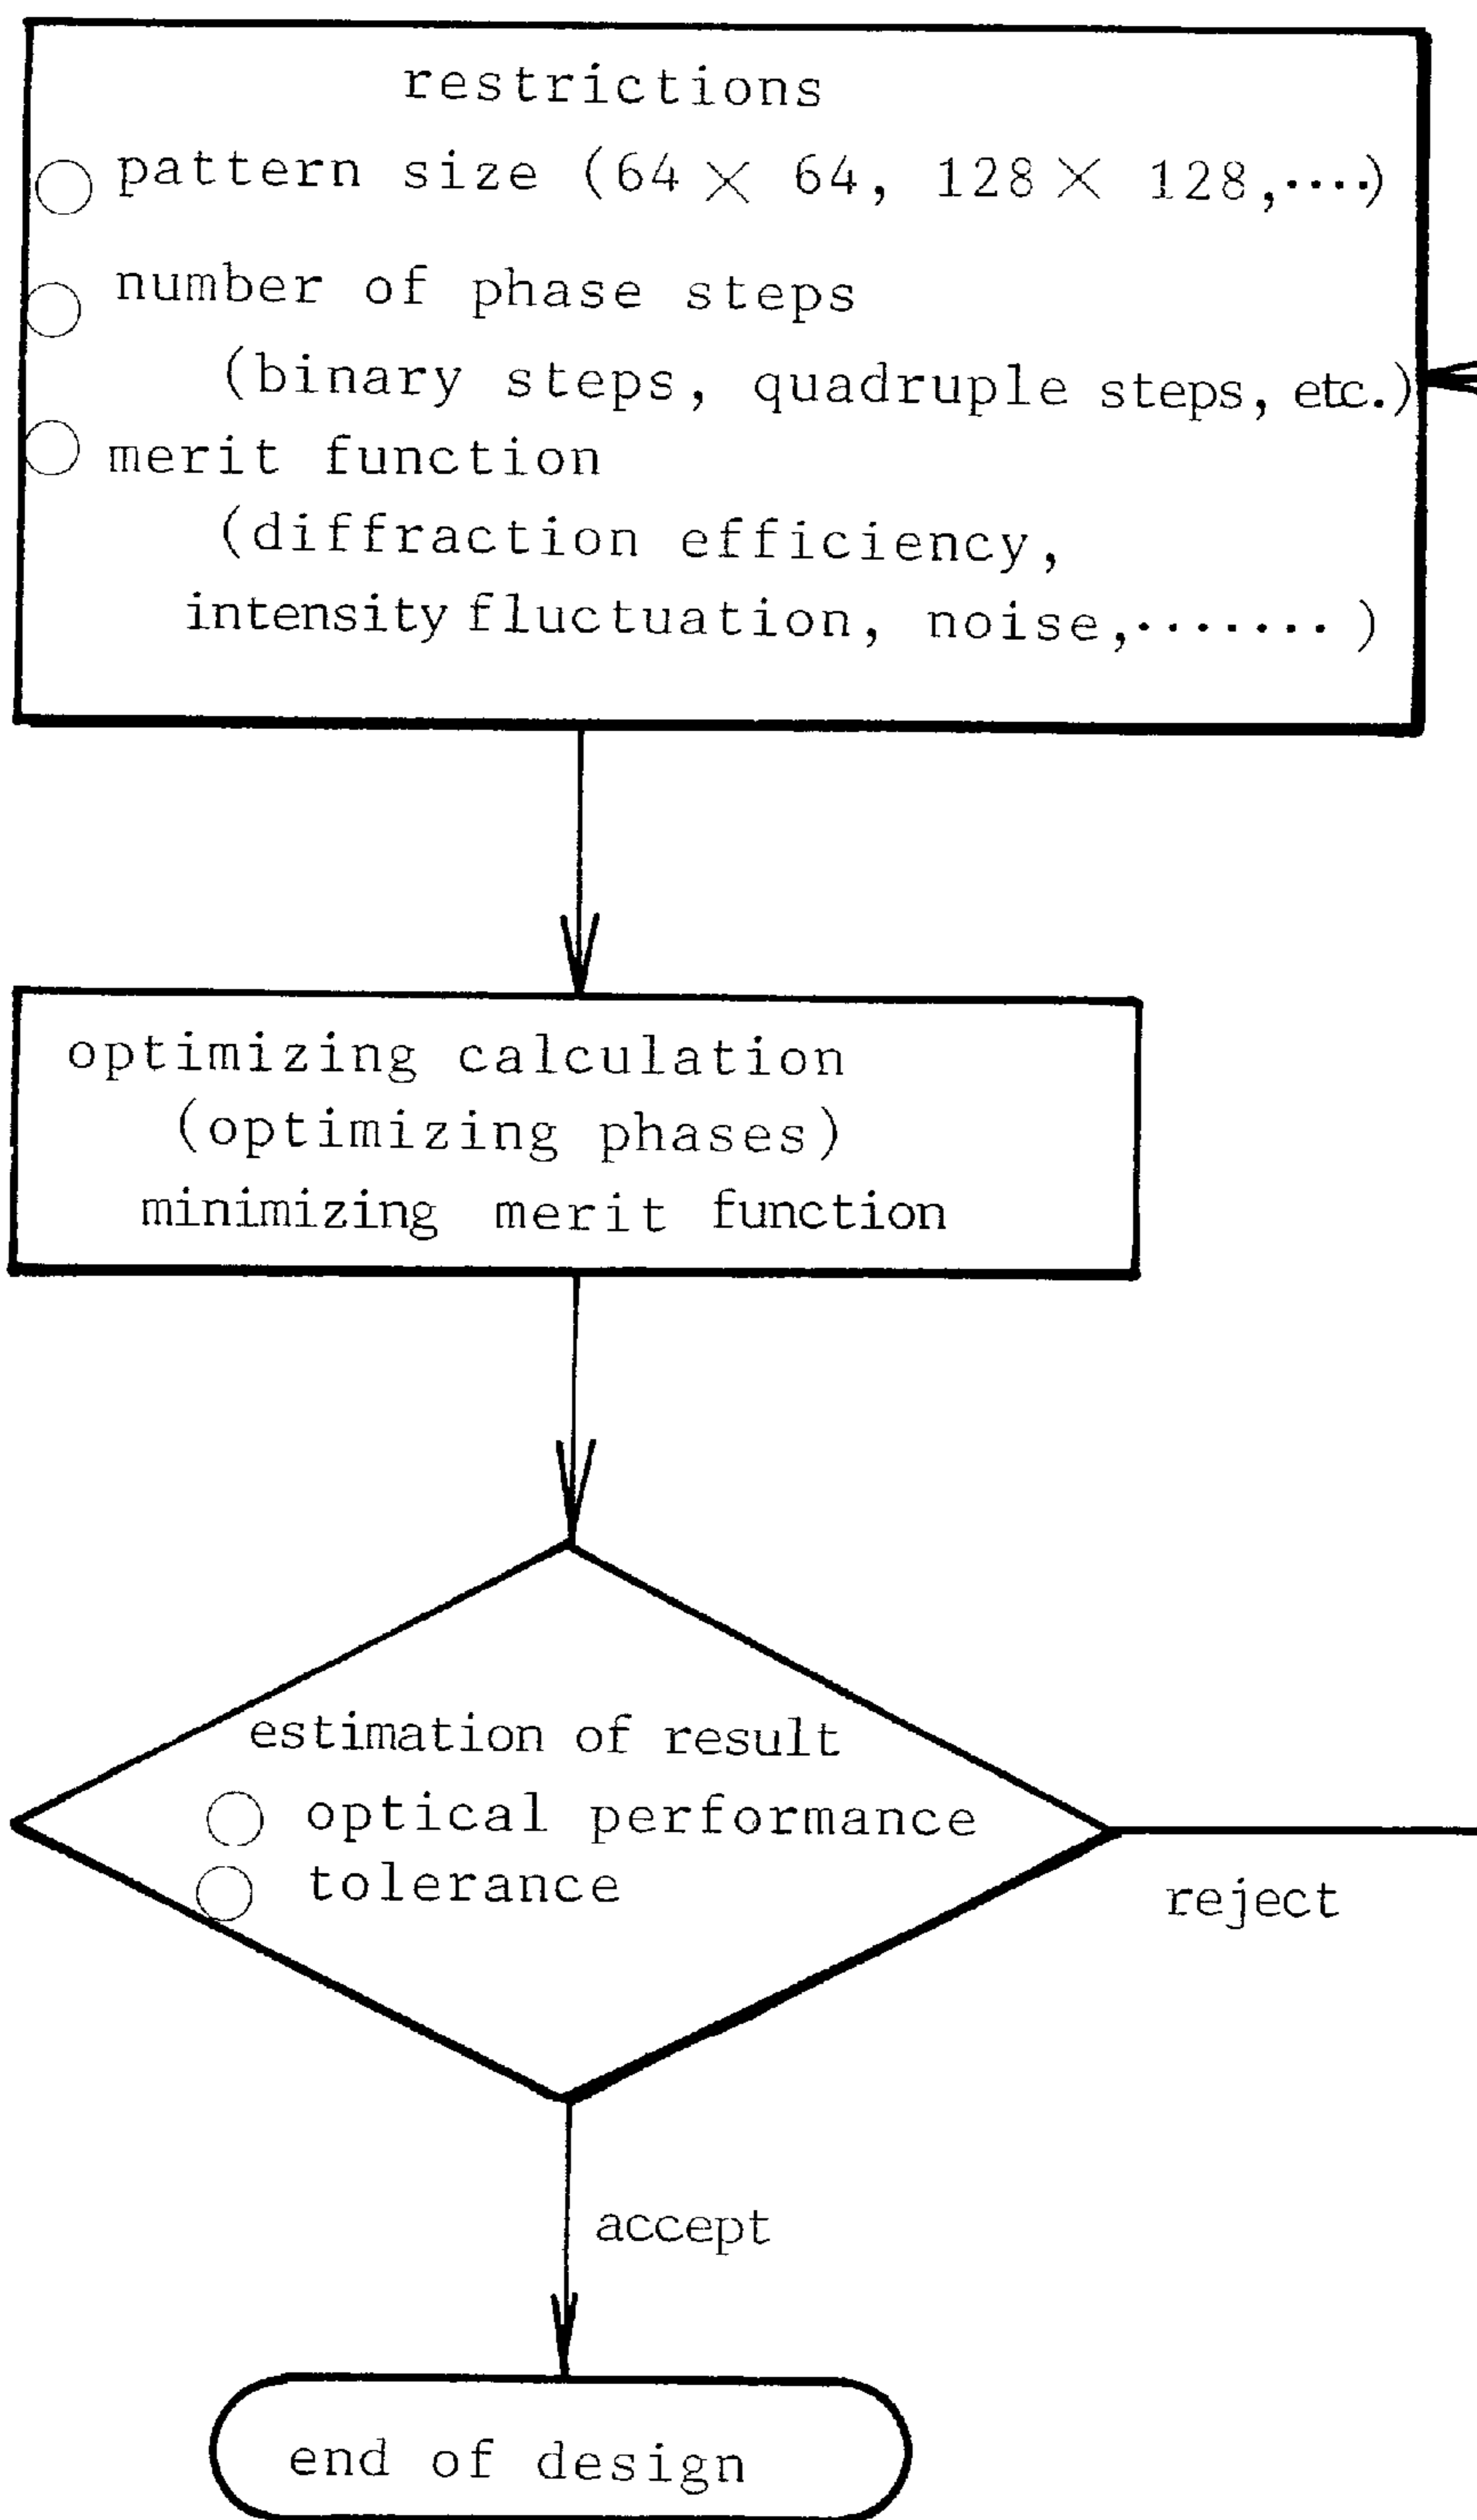 restrictions
○ pattern size (64 × 64, 128 × 128,····)
○ number of phase steps
(binary steps, quadruple steps, etc.)
○ merit function
(diffraction efficiency,
intensity fluctuation, noise,······· )
optimizing calculation
(optimizing phases)
minimizing merit function
estimation of result
○ optical performance
○ tolerance
reject
accept
end of design